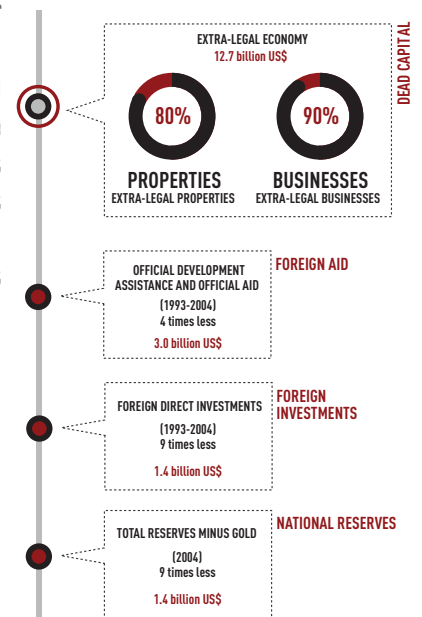 EXTRA-LEGAL ECONOMY
12.7 billion US$
DEAD CAPITAL
80%
90%
PROPERTIES
EXTRA-LEGAL PROPERTIES
BUSINESSES
EXTRA-LEGAL BUSINESSES
FOREIGN AID
OFFICIAL DEVELOPMENT
ASSISTANCE AND OFFICIAL AID
(1993-2004)
4 times less
3.0 billion US$
FOREIGN
INVESTMENTS
FOREIGN DIRECT INVESTMENTS
(1993-2004)
9 times less
1.4 billion US$
NATIONAL RESERVES
TOTAL RESERVES MINUS GOLD
(2004)
9 times less
1.4 billion US$